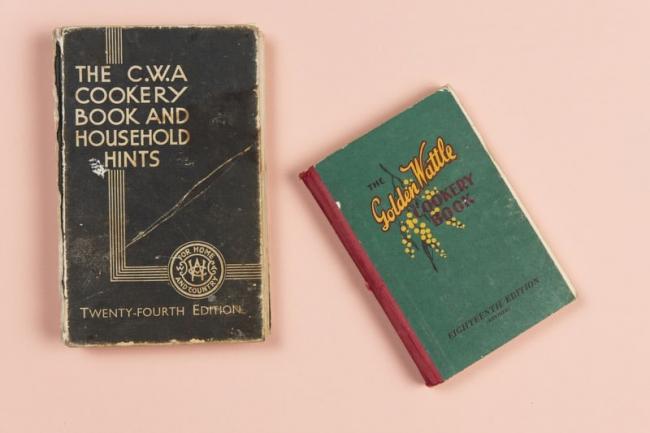 THE C.W.A
COOKERY
BOOK AND
HOUSEHOLD
HINTS
FOR HOME
AND COUNTRY
TWENTY-FOURTH EDITION
THE
Golden Wattle
COOKERY
BOOK
EIGHTEENTH EDITION